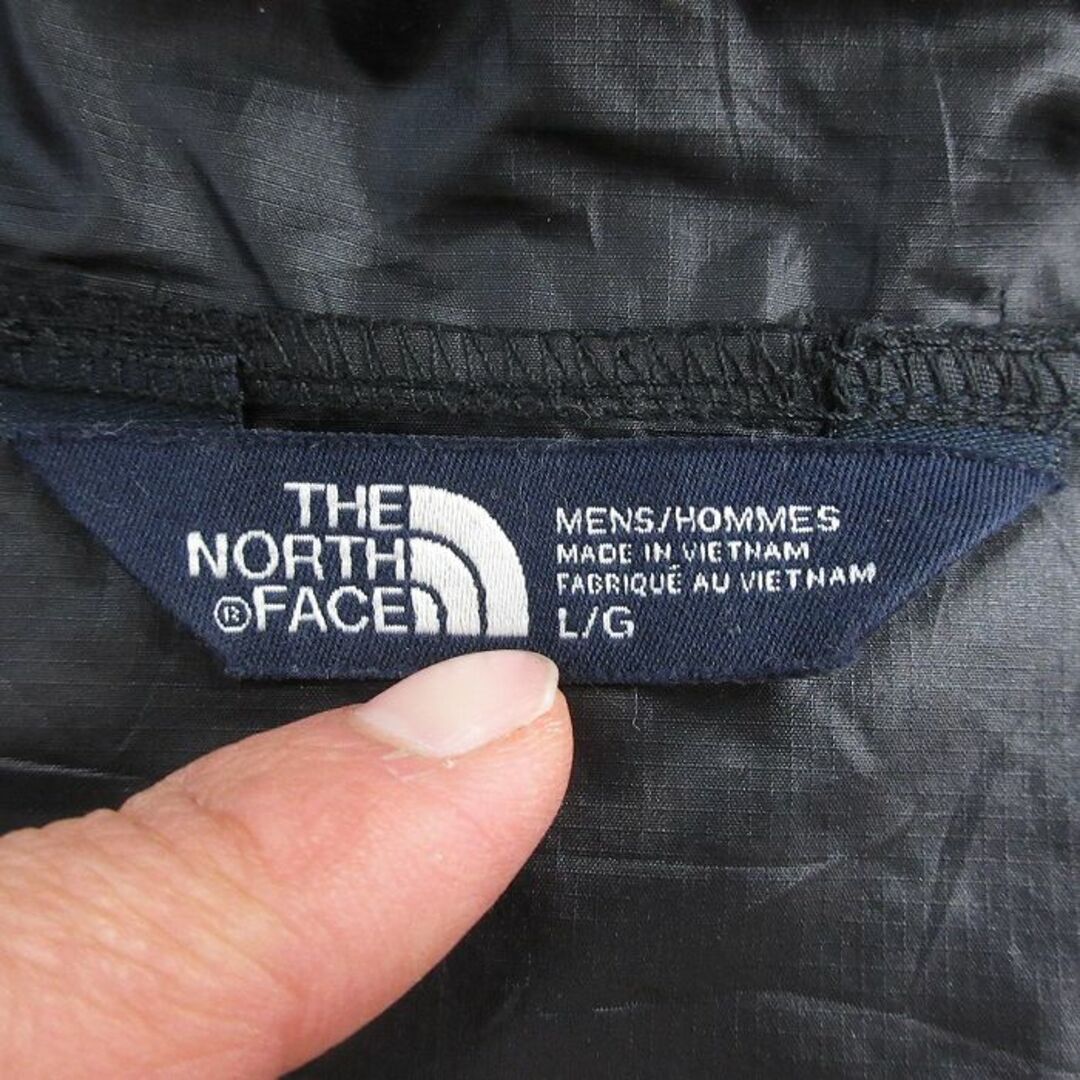 THE
NORTH
®FACE
MENS/HOMMES
MADE IN VIETNAM
FABRIQUÉ AU VIETNAM
L/G